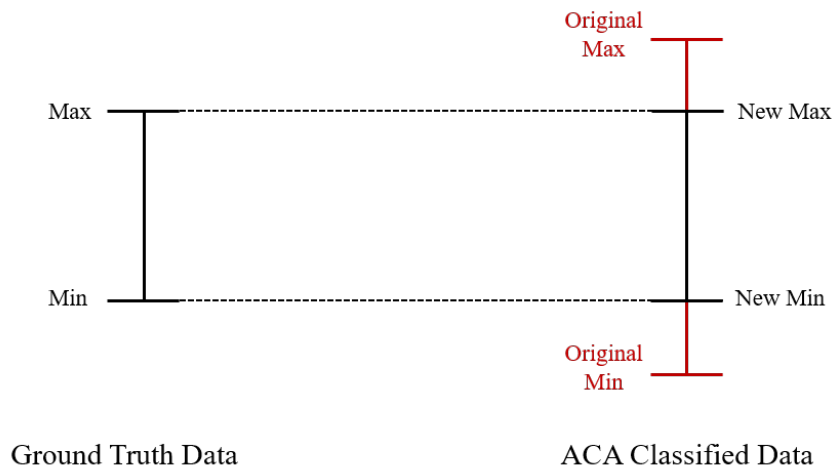 Original
Max
Max
New Max
Min
New Min
Original
Min
Ground Truth Data
ACA Classified Data